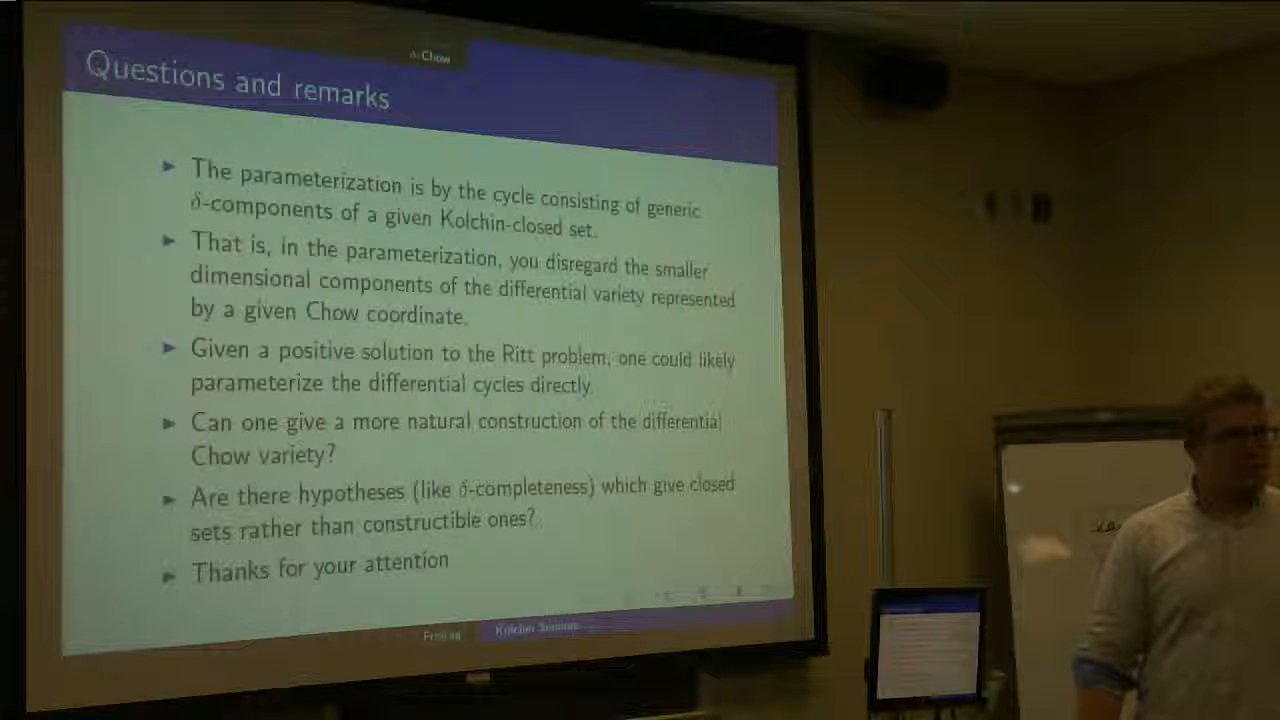 δ-Chow
Questions and remarks
The parameterization is by the cycle consisting of generic
δ-components of a given Kolchin-closed set.
That is, in the parameterization, you disregard the smaller
dimensional components of the differential variety represented
by a given Chow coordinate.
Given a positive solution to the Ritt problem, one could likely
parameterize the differential cycles directly.
Can one give a more natural construction of the differential
Chow variety?
Are there hypotheses (like δ-completeness) which give closed
sets rather than constructible ones?
Thanks for your attention
Freitag
Kolchin Seminar